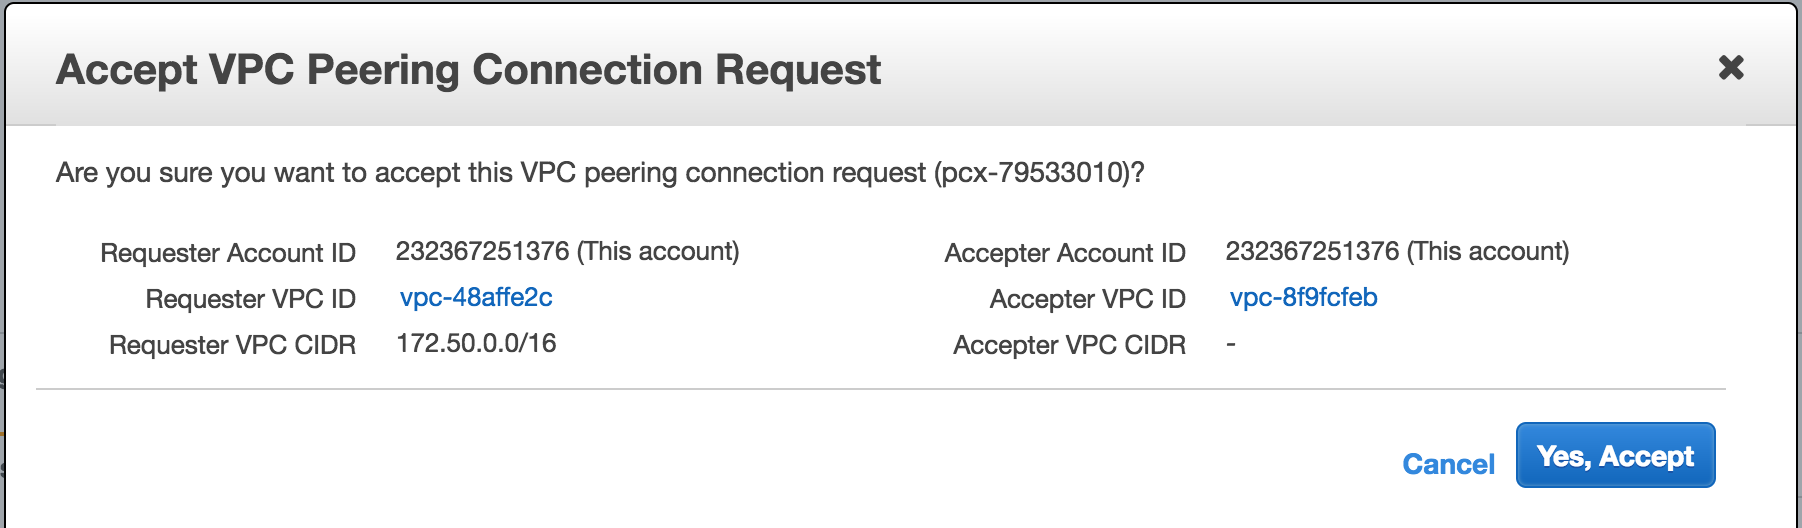 Accept VPC Peering Connection Request
Are you sure you want to accept this VPC peering connection request (pcx-79533010)?
Requester Account ID 232367251376 (This account)
Requester VPC ID vpc-48affe2c
Requester VPC CIDR 172.50.0.0/16
Accepter Account ID 232367251376 (This account)
Accepter VPC ID vpc-8f9fcfeb
Accepter VPC CIDR -
Cancel
Yes, Accept